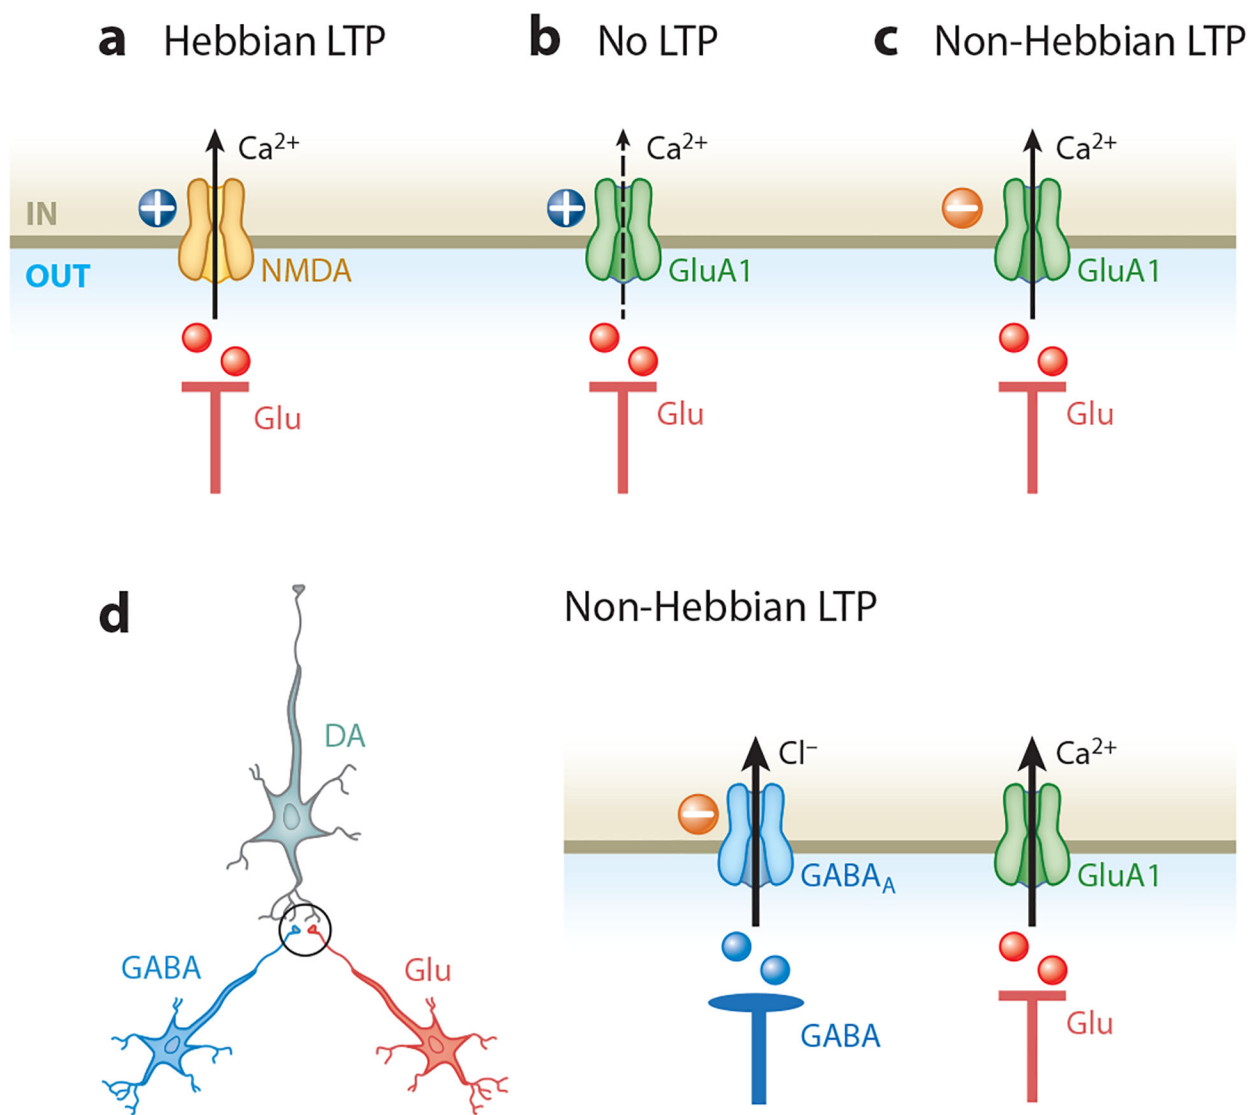 a Hebbian LTP
b No LTP
c Non-Hebbian LTP
Ca²⁺
Ca²⁺
Ca²⁺
IN
OUT
+
+
−
NMDA
GluA1
GluA1
Glu
Glu
Glu
d
Non-Hebbian LTP
DA
GABA
Glu
Cl⁻
Ca²⁺
−
GABAₐ
GluA1
GABA
Glu